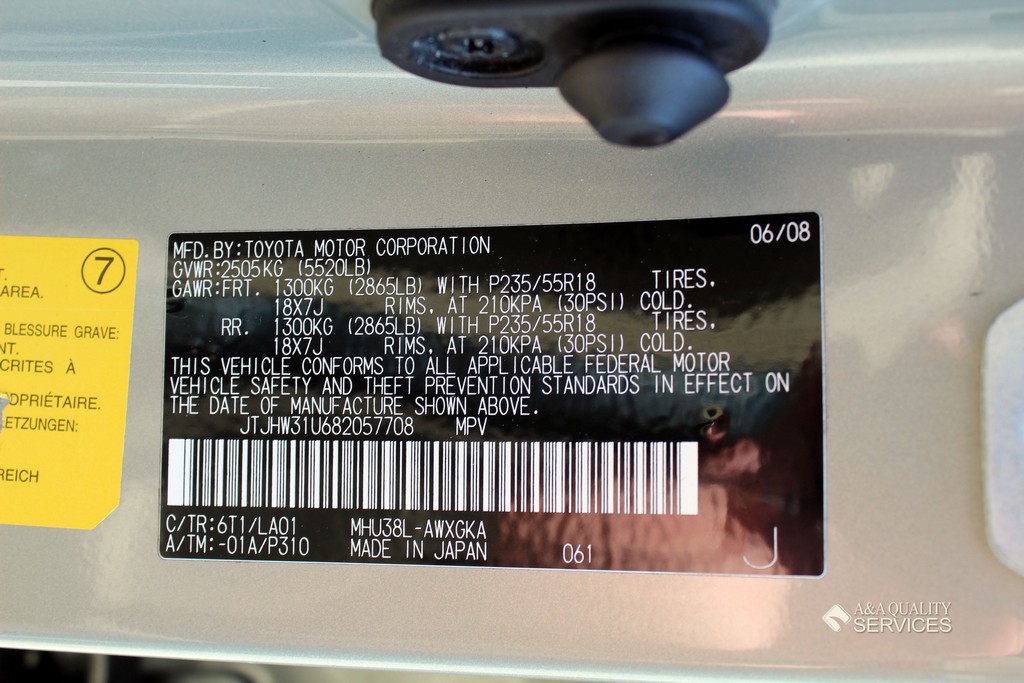 7
T.
AREA.
BLESSURE GRAVE:
NT.
CRITES À
OPRIÉTAIRE.
ETZUNGEN:
REICH
06/08
MFD. BY:TOYOTA MOTOR CORPORATION
GVWR:2505KG (5520LB)
GAWR:FRT. 1300KG (2865LB) WITH P235/55R18 TIRES,
18X7J RIMS, AT 210KPA (30PSI) COLD.
RR. 1300KG (2865LB) WITH P235/55R18 TIRES,
18X7J RIMS, AT 210KPA (30PSI) COLD.
THIS VEHICLE CONFORMS TO ALL APPLICABLE FEDERAL MOTOR
VEHICLE SAFETY AND THEFT PREVENTION STANDARDS IN EFFECT ON
THE DATE OF MANUFACTURE SHOWN ABOVE.
JTJHW31U682057708 MPV
C/TR:6T1/LA01 MHU38L-AWXGKA
A/TM:-01A/P310 MADE IN JAPAN 061 J
A&A QUALITY
SERVICES